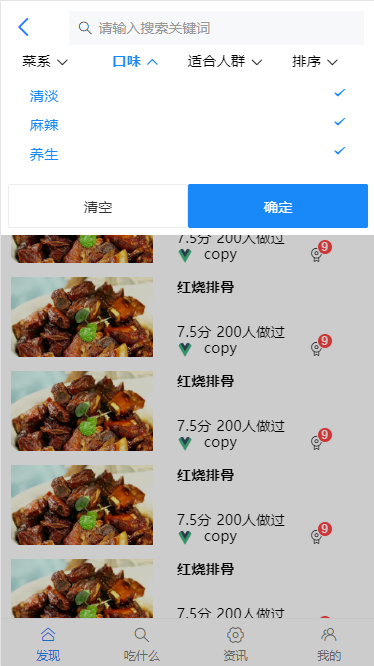 请输入搜索关键词
菜系 口味 适合人群 排序
清淡
麻辣
养生
清空 确定
7.5分 200人做过
copy 9
红烧排骨
7.5分 200人做过
copy 9
红烧排骨
7.5分 200人做过
copy 9
红烧排骨
7.5分 200人做过
copy 9
红烧排骨
7.5分 200人做过
9
发现 吃什么 资讯 我的